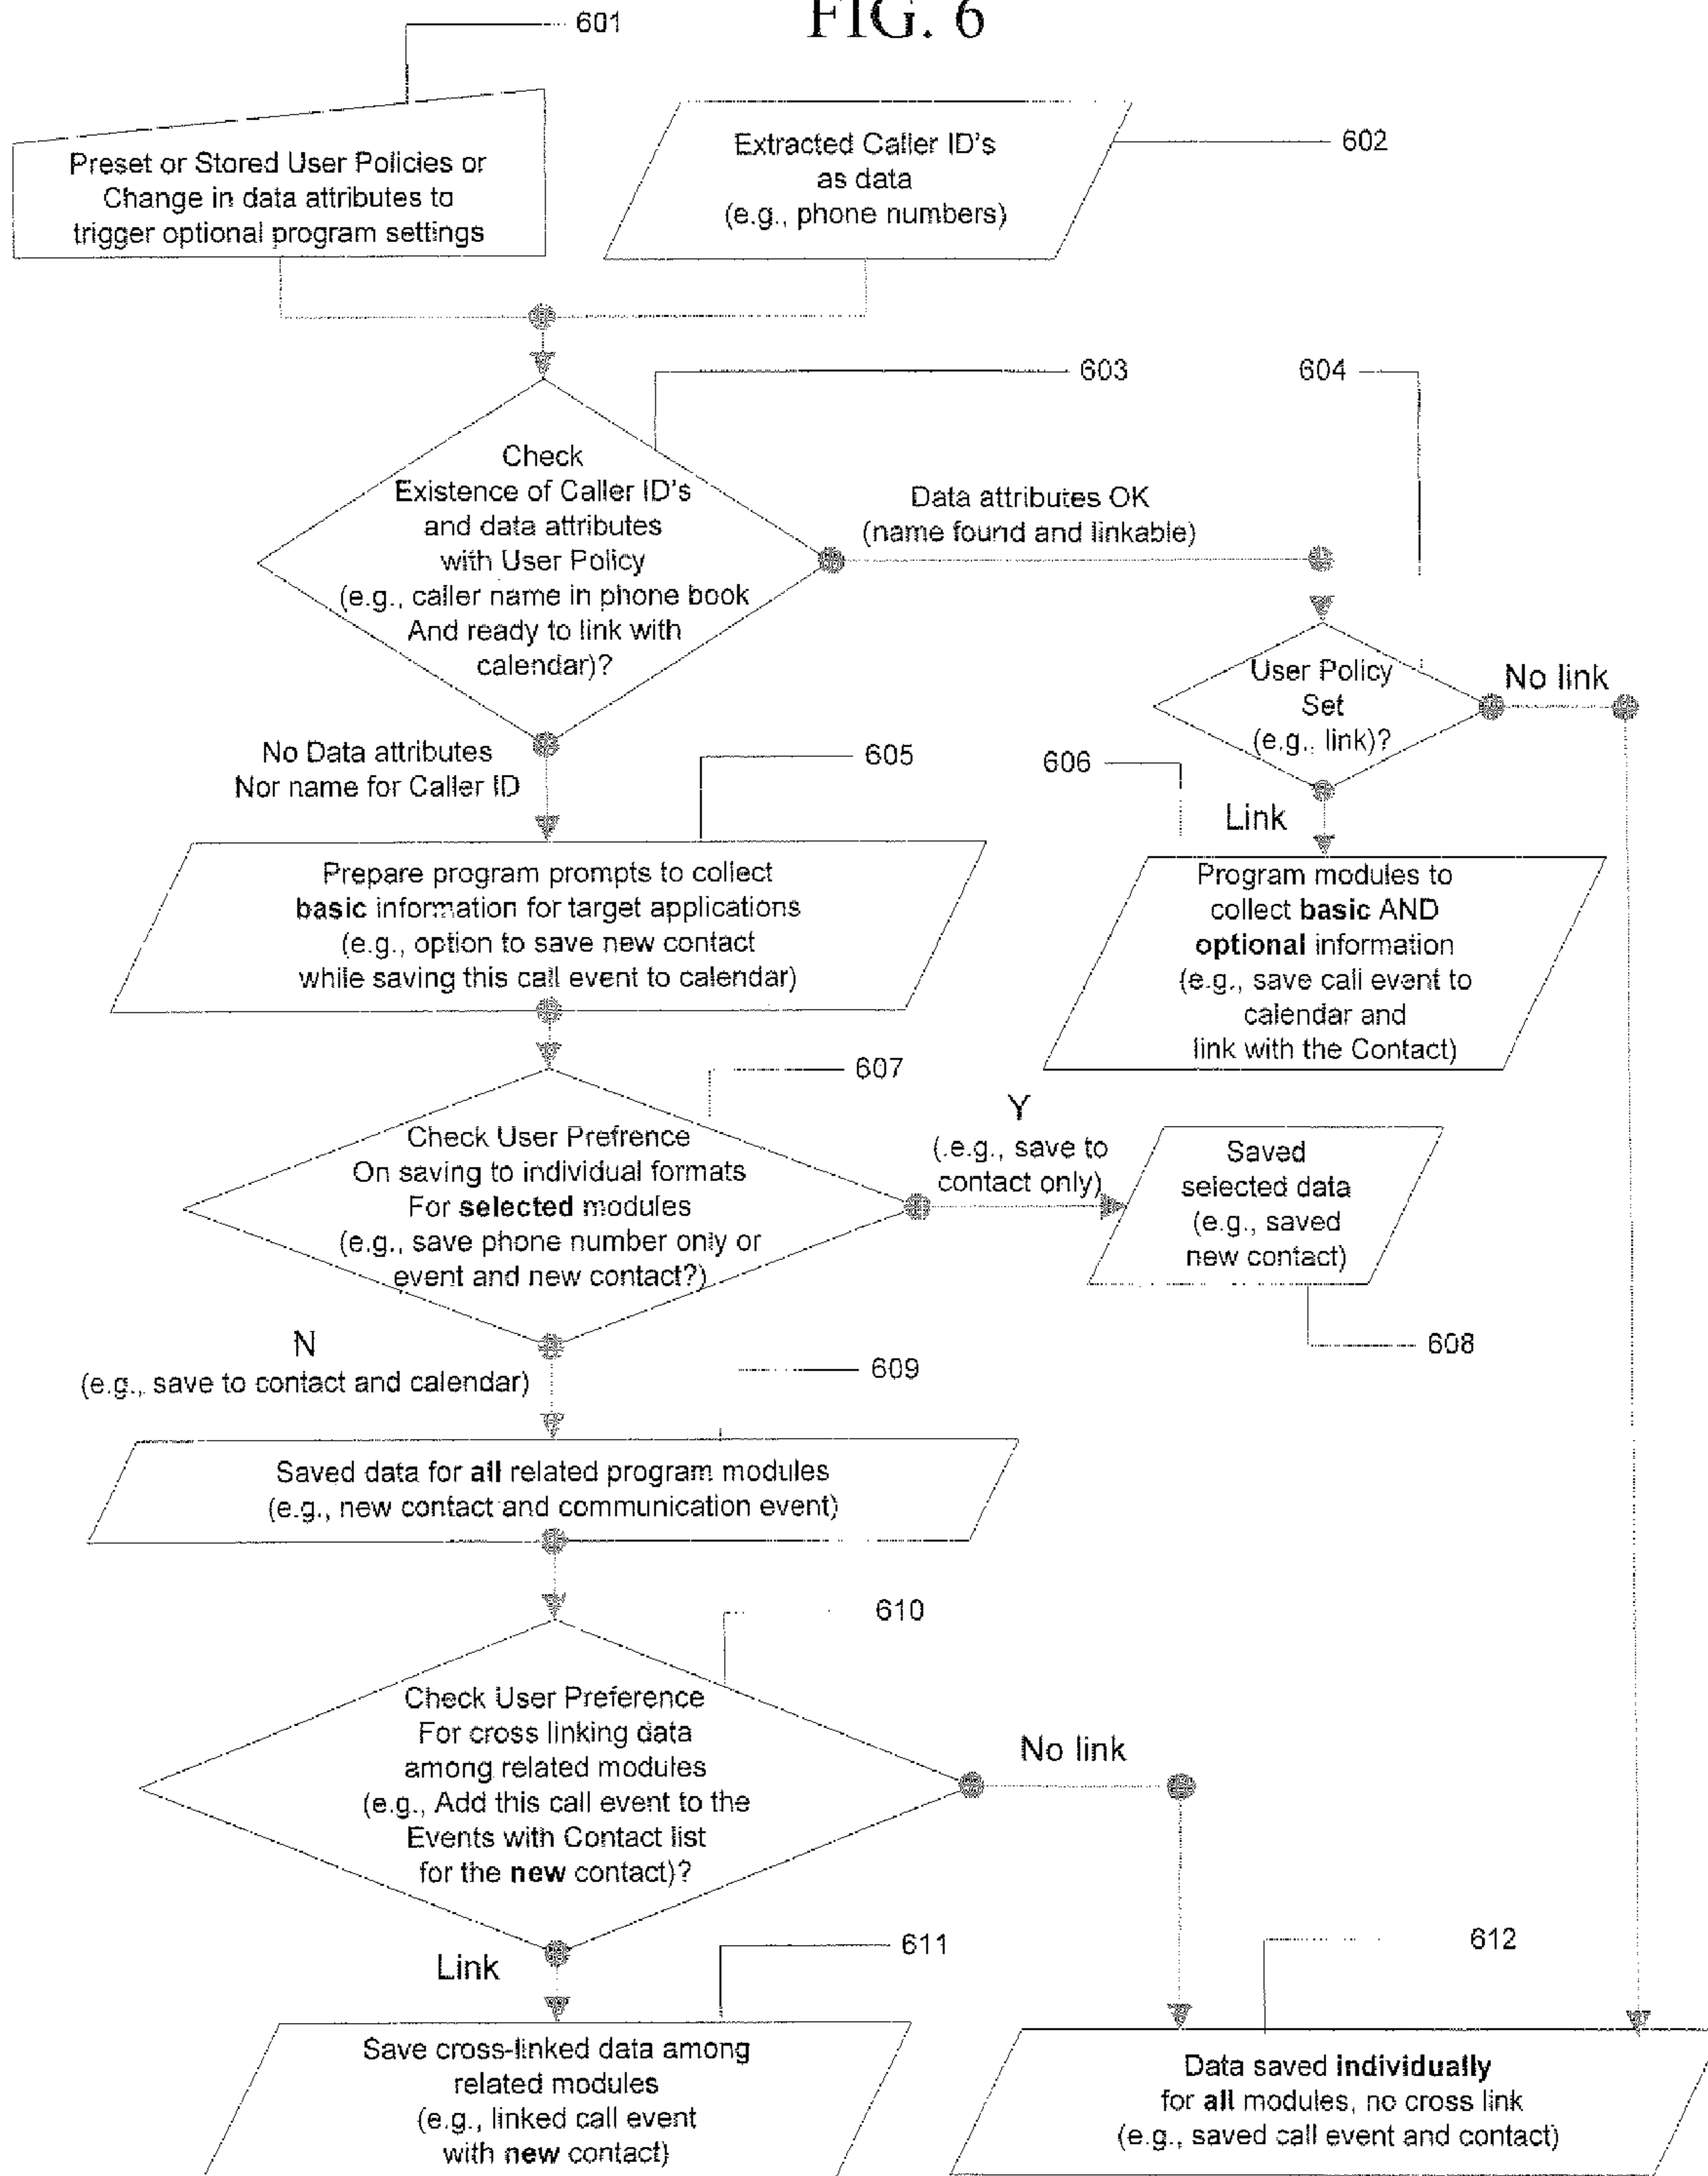 FIG. 6
601
Preset or Stored User Policies or
Change in data attributes to
trigger optional program settings
Extracted Caller ID's
as data
(e.g., phone numbers)
602
603
604
Check
Existence of Caller ID's
and data attributes
with User Policy
(e.g., caller name in phone book
And ready to link with
calendar)?
Data attributes OK
(name found and linkable)
User Policy
Set
(e.g., link)?
No link
No Data attributes
Nor name for Caller ID
605
606
Link
Prepare program prompts to collect
basic information for target applications
(e.g., option to save new contact
while saving this call event to calendar)
Program modules to
collect basic AND
optional information
(e.g., save call event to
calendar and
link with the Contact)
607
Check User Prefrence
On saving to individual formats
For selected modules
(e.g., save phone number only or
event and new contact?)
Y
(.e.g., save to
contact only)
Saved
selected data
(e.g., saved
new contact)
608
N
(e.g., save to contact and calendar)
609
Saved data for all related program modules
(e.g., new contact and communication event)
610
Check User Preference
For cross linking data
among related modules
(e.g., Add this call event to the
Events with Contact list
for the new contact)?
No link
Link
611
612
Save cross-linked data among
related modules
(e.g., linked call event
with new contact)
Data saved individually
for all modules, no cross link
(e.g., saved call event and contact)